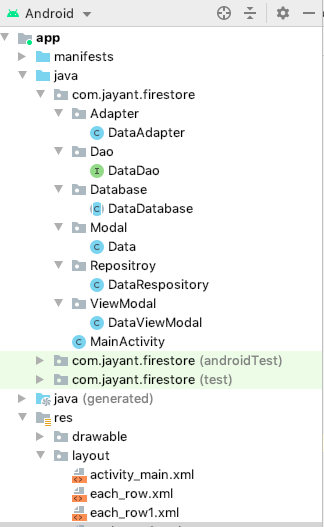 Android
app
manifests
java
com.jayant.firestore
Adapter
DataAdapter
Dao
DataDao
Database
DataDatabase
Modal
Data
Repositroy
DataRespository
ViewModal
DataViewModal
MainActivity
com.jayant.firestore (androidTest)
com.jayant.firestore (test)
java (generated)
res
drawable
layout
activity_main.xml
each_row.xml
each_row1.xml